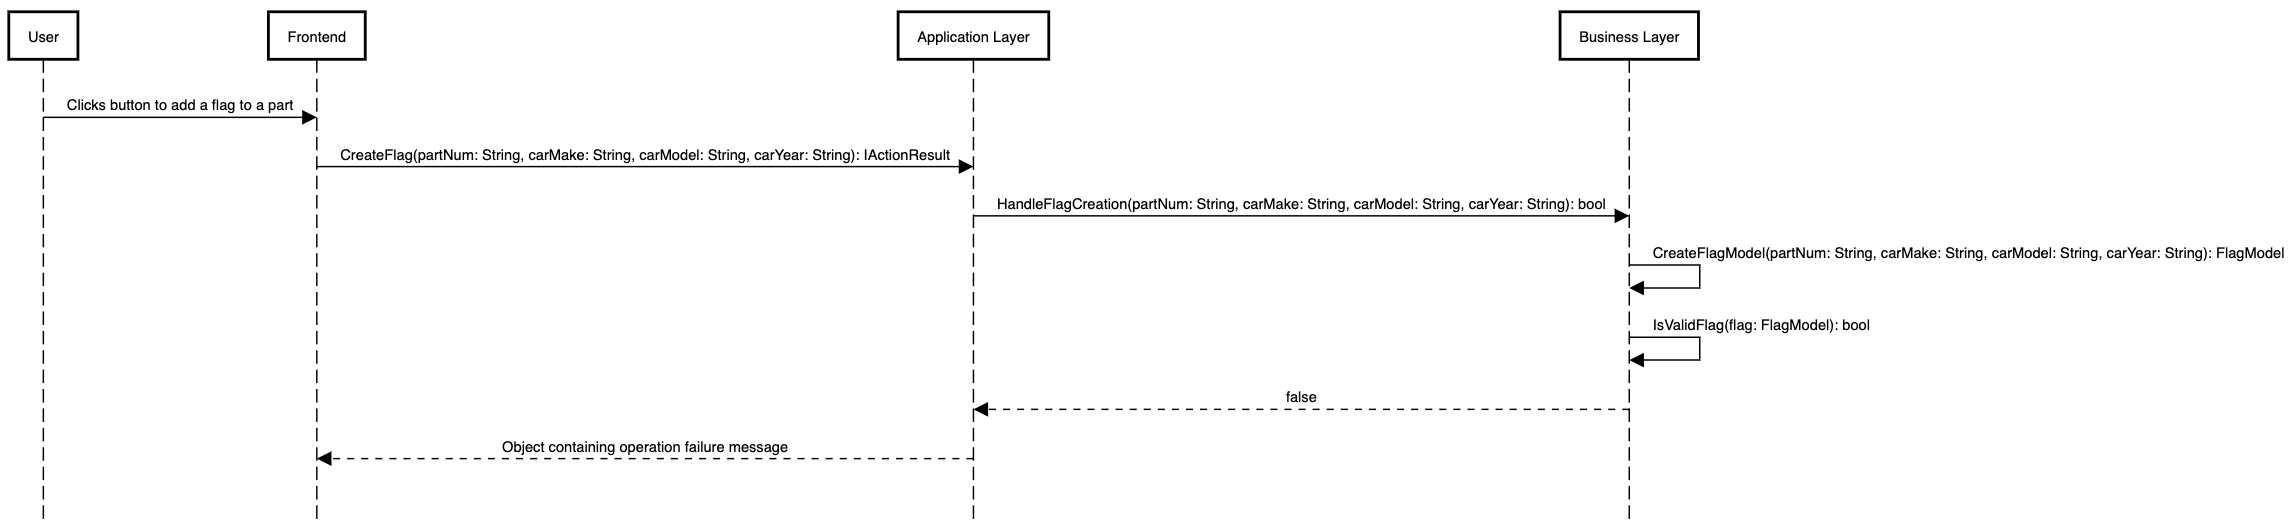 User
Frontend
Application Layer
Business Layer
Clicks button to add a flag to a part
CreateFlag(partNum: String, carMake: String, carModel: String, carYear: String): IActionResult
HandleFlagCreation(partNum: String, carMake: String, carModel: String, carYear: String): bool
CreateFlagModel(partNum: String, carMake: String, carModel: String, carYear: String): FlagModel
IsValidFlag(flag: FlagModel): bool
false
Object containing operation failure message